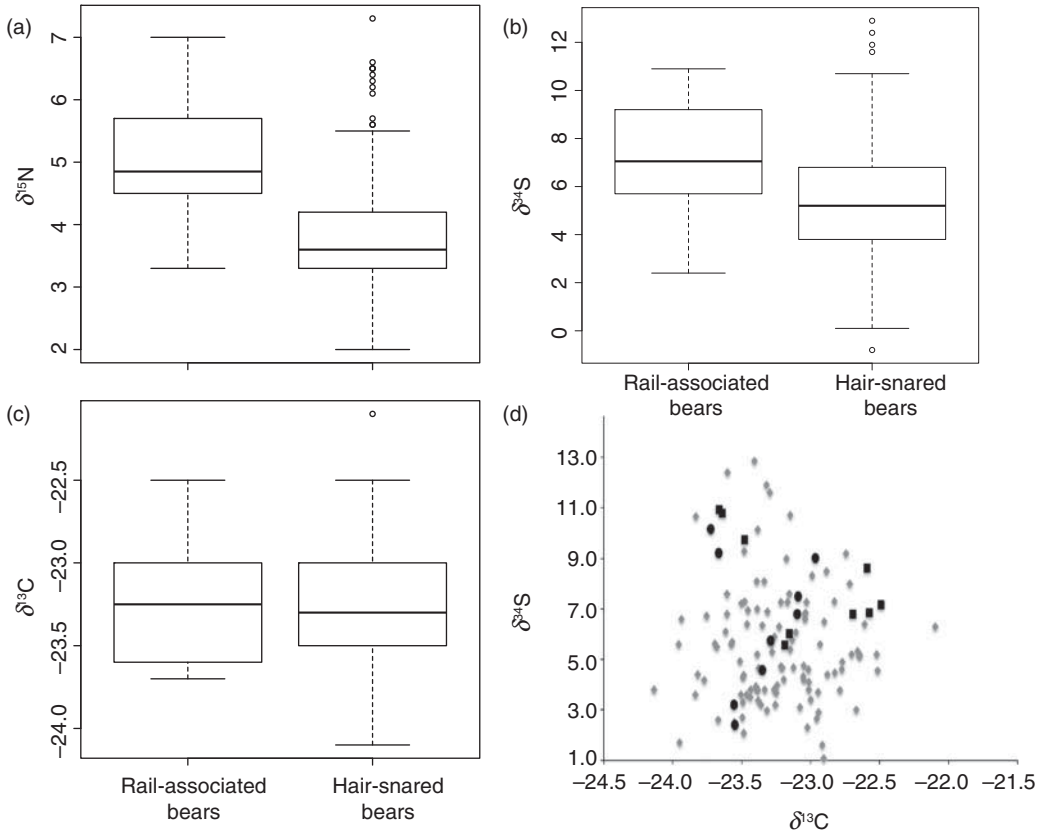 (a)
7
6
5
4
3
2
δ¹⁵N
(b)
12
10
8
6
4
2
0
δ³⁴S
Rail-associated bears
Hair-snared bears
(c)
–22.5
–23.0
–23.5
–24.0
δ¹³C
Rail-associated bears
Hair-snared bears
(d)
13.0
11.0
9.0
7.0
5.0
3.0
1.0
δ³⁴S
–24.5 –24.0 –23.5 –23.0 –22.5 –22.0 –21.5
δ¹³C